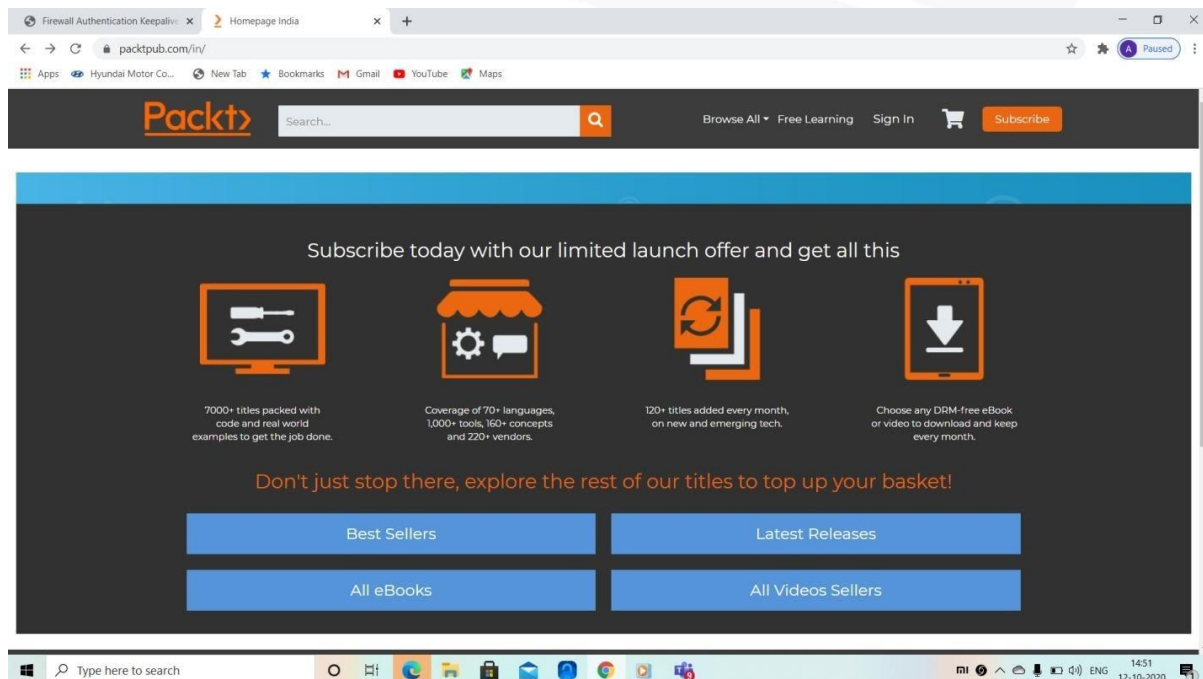 Firewall Authentication Keepalive
Homepage India
packtpub.com/in/
A Paused
Apps
Hyundai Motor Co...
New Tab
Bookmarks
Gmail
YouTube
Maps
Packt
Search...
Browse All
Free Learning
Sign In
Subscribe
Subscribe today with our limited launch offer and get all this
7000+ titles packed with
code and real world
examples to get the job done.
Coverage of 70+ languages,
1,000+ tools, 160+ concepts
and 220+ vendors.
120+ titles added every month,
on new and emerging tech.
Choose any DRM-free eBook
or video to download and keep
every month.
Don't just stop there, explore the rest of our titles to top up your basket!
Best Sellers
Latest Releases
All eBooks
All Videos Sellers
Type here to search
ENG
14:51
12-10-2020